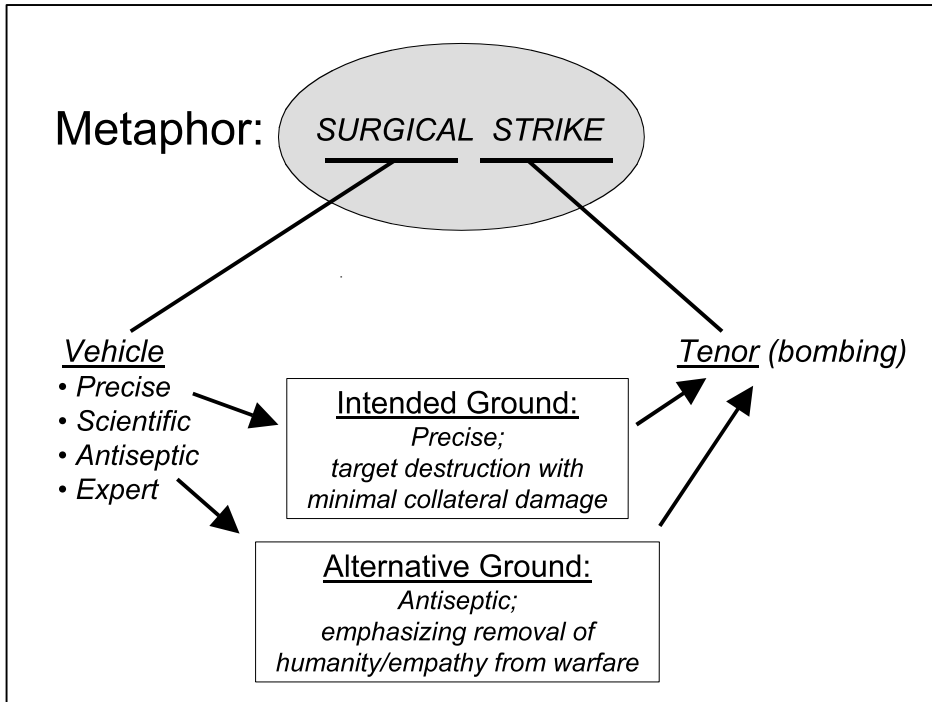 Metaphor: SURGICAL STRIKE
Vehicle
• Precise
• Scientific
• Antiseptic
• Expert
Tenor (bombing)
Intended Ground:
Precise;
target destruction with
minimal collateral damage
Alternative Ground:
Antiseptic;
emphasizing removal of
humanity/empathy from warfare